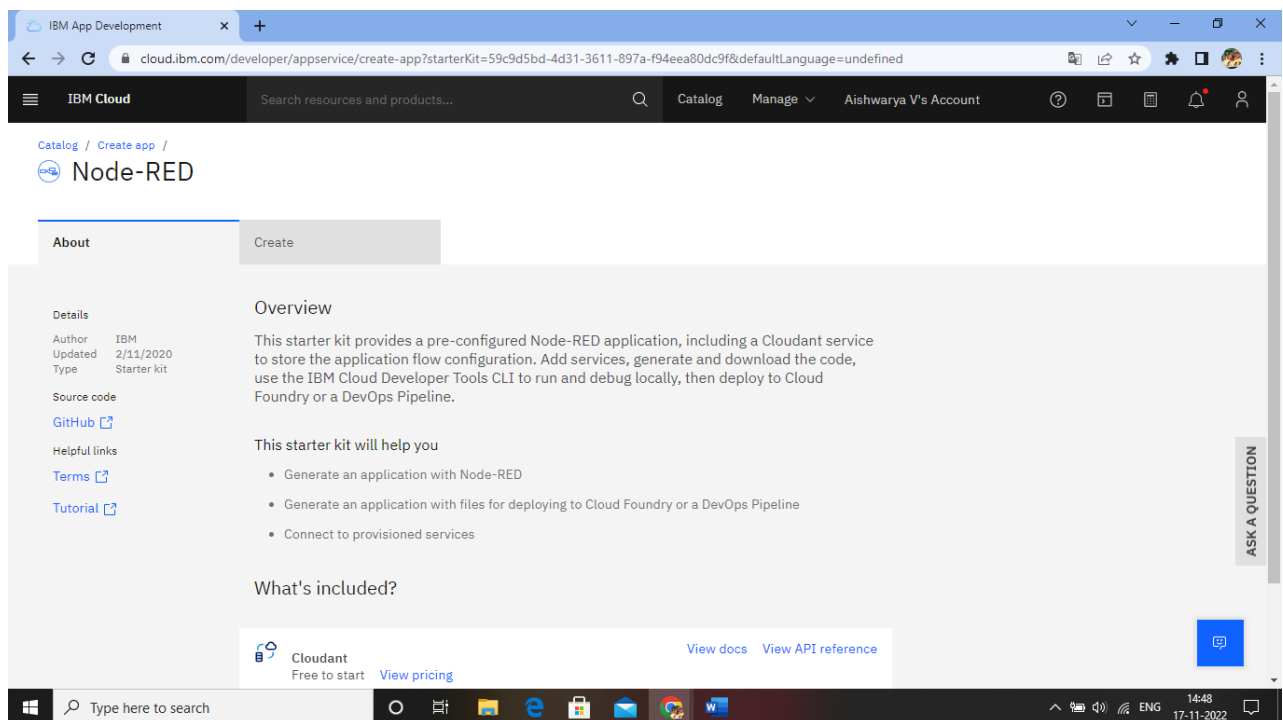 IBM App Development
cloud.ibm.com/developer/appservice/create-app?starterKit=59c9d5bd-4d31-3611-897a-f94eea80dc9f&defaultLanguage=undefined
IBM Cloud
Search resources and products...
Catalog
Manage
Aishwarya V's Account
Catalog / Create app /
Node-RED
About
Create
Details
Author IBM
Updated 2/11/2020
Type Starter kit
Source code
GitHub
Helpful links
Terms
Tutorial
Overview
This starter kit provides a pre-configured Node-RED application, including a Cloudant service
to store the application flow configuration. Add services, generate and download the code,
use the IBM Cloud Developer Tools CLI to run and debug locally, then deploy to Cloud
Foundry or a DevOps Pipeline.
This starter kit will help you
• Generate an application with Node-RED
• Generate an application with files for deploying to Cloud Foundry or a DevOps Pipeline
• Connect to provisioned services
What's included?
Cloudant
Free to start View pricing
View docs View API reference
ASK A QUESTION
Type here to search
ENG
14:48
17-11-2022